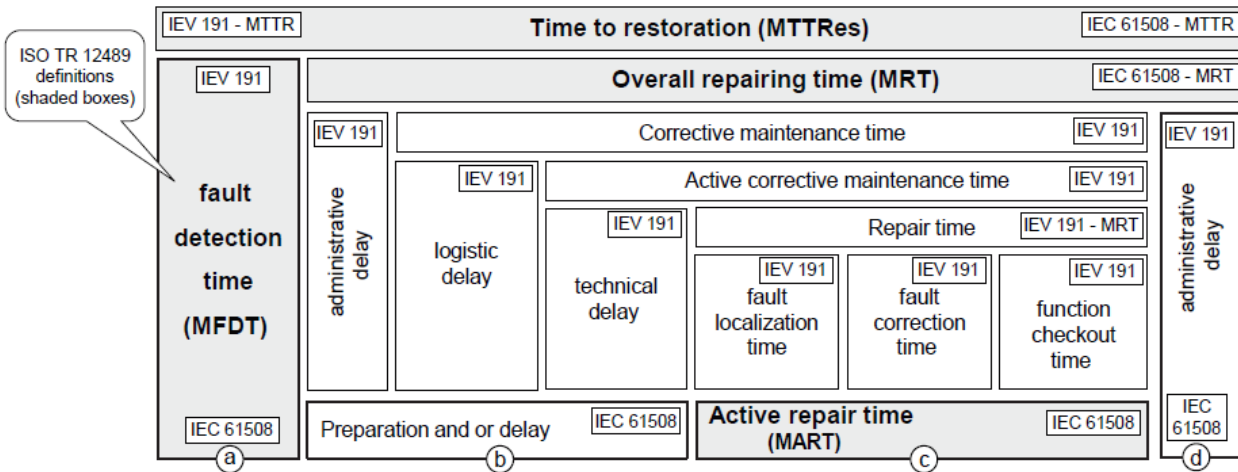 IEV 191 - MTTR
Time to restoration (MTTRes)
IEC 61508 - MTTR
ISO TR 12489
definitions
(shaded boxes)
IEV 191
fault
detection
time
(MFDT)
IEC 61508
a
Overall repairing time (MRT)
IEC 61508 - MRT
IEV 191
administrative
delay
Corrective maintenance time
IEV 191
IEV 191
logistic
delay
Active corrective maintenance time
IEV 191
IEV 191
technical
delay
Repair time
IEV 191 - MRT
IEV 191
fault
localization
time
IEV 191
fault
correction
time
IEV 191
function
checkout
time
IEV 191
administrative
delay
IEC
61508
d
Preparation and or delay
IEC 61508
b
Active repair time
(MART)
IEC 61508
c